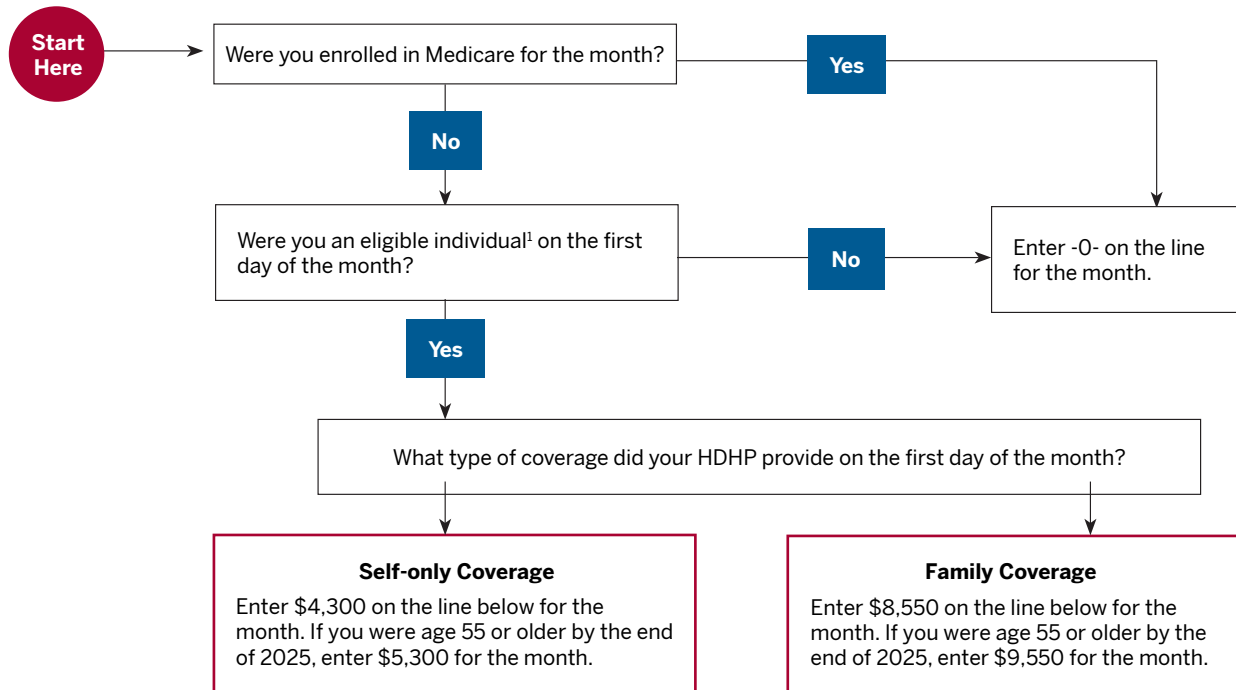 Start
Here
Were you enrolled in Medicare for the month?
Yes
No
Were you an eligible individual¹ on the first
day of the month?
No
Enter -0- on the line
for the month.
Yes
What type of coverage did your HDHP provide on the first day of the month?
Self-only Coverage
Enter $4,300 on the line below for the
month. If you were age 55 or older by the end
of 2025, enter $5,300 for the month.
Family Coverage
Enter $8,550 on the line below for the
month. If you were age 55 or older by the
end of 2025, enter $9,550 for the month.